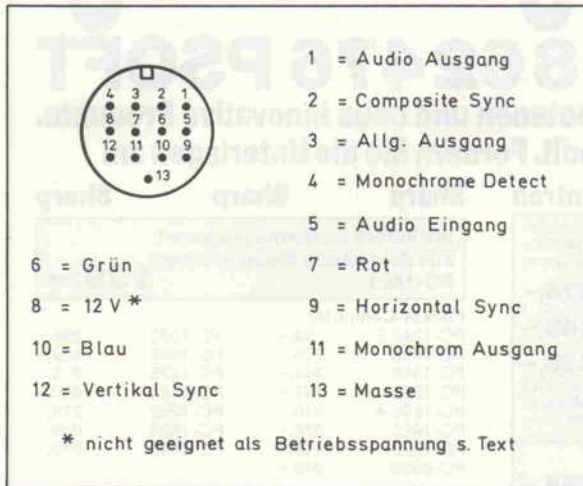 1 = Audio Ausgang
2 = Composite Sync
3 = Allg. Ausgang
4 = Monochrome Detect
5 = Audio Eingang
4 3 2 1
8 7 6 5
12 11 10 9
13
6 = Grün
7 = Rot
8 = 12 V *
9 = Horizontal Sync
10 = Blau
11 = Monochrom Ausgang
12 = Vertikal Sync
13 = Masse
* nicht geeignet als Betriebsspannung s. Text